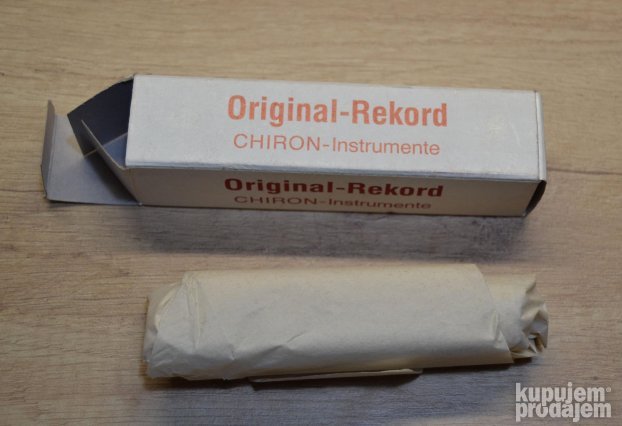 Original-Rekord
CHIRON-Instrumente
Original-Rekord
CHIRON-Instrumente
kupujem
prodajem